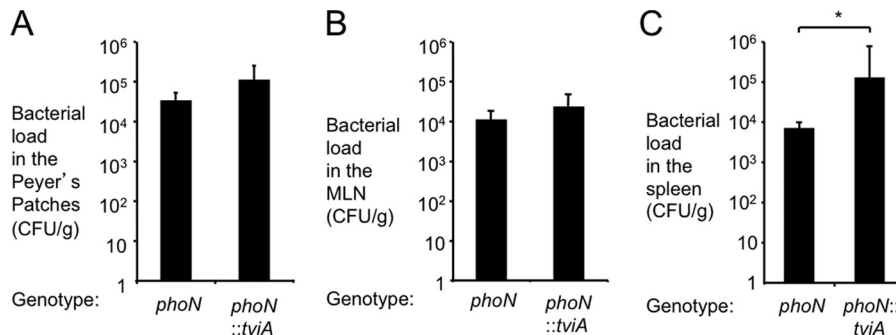 A
Bacterial
load
in the
Peyer's
Patches
(CFU/g)
10⁶
10⁵
10⁴
10³
10²
10
1
Genotype:
phoN
phoN
::tviA
B
Bacterial
load
in the
MLN
(CFU/g)
10⁶
10⁵
10⁴
10³
10²
10
1
Genotype:
phoN
phoN
::tviA
C
*
Bacterial
load
in the
spleen
(CFU/g)
10⁶
10⁵
10⁴
10³
10²
10
1
Genotype:
phoN
phoN::
tviA